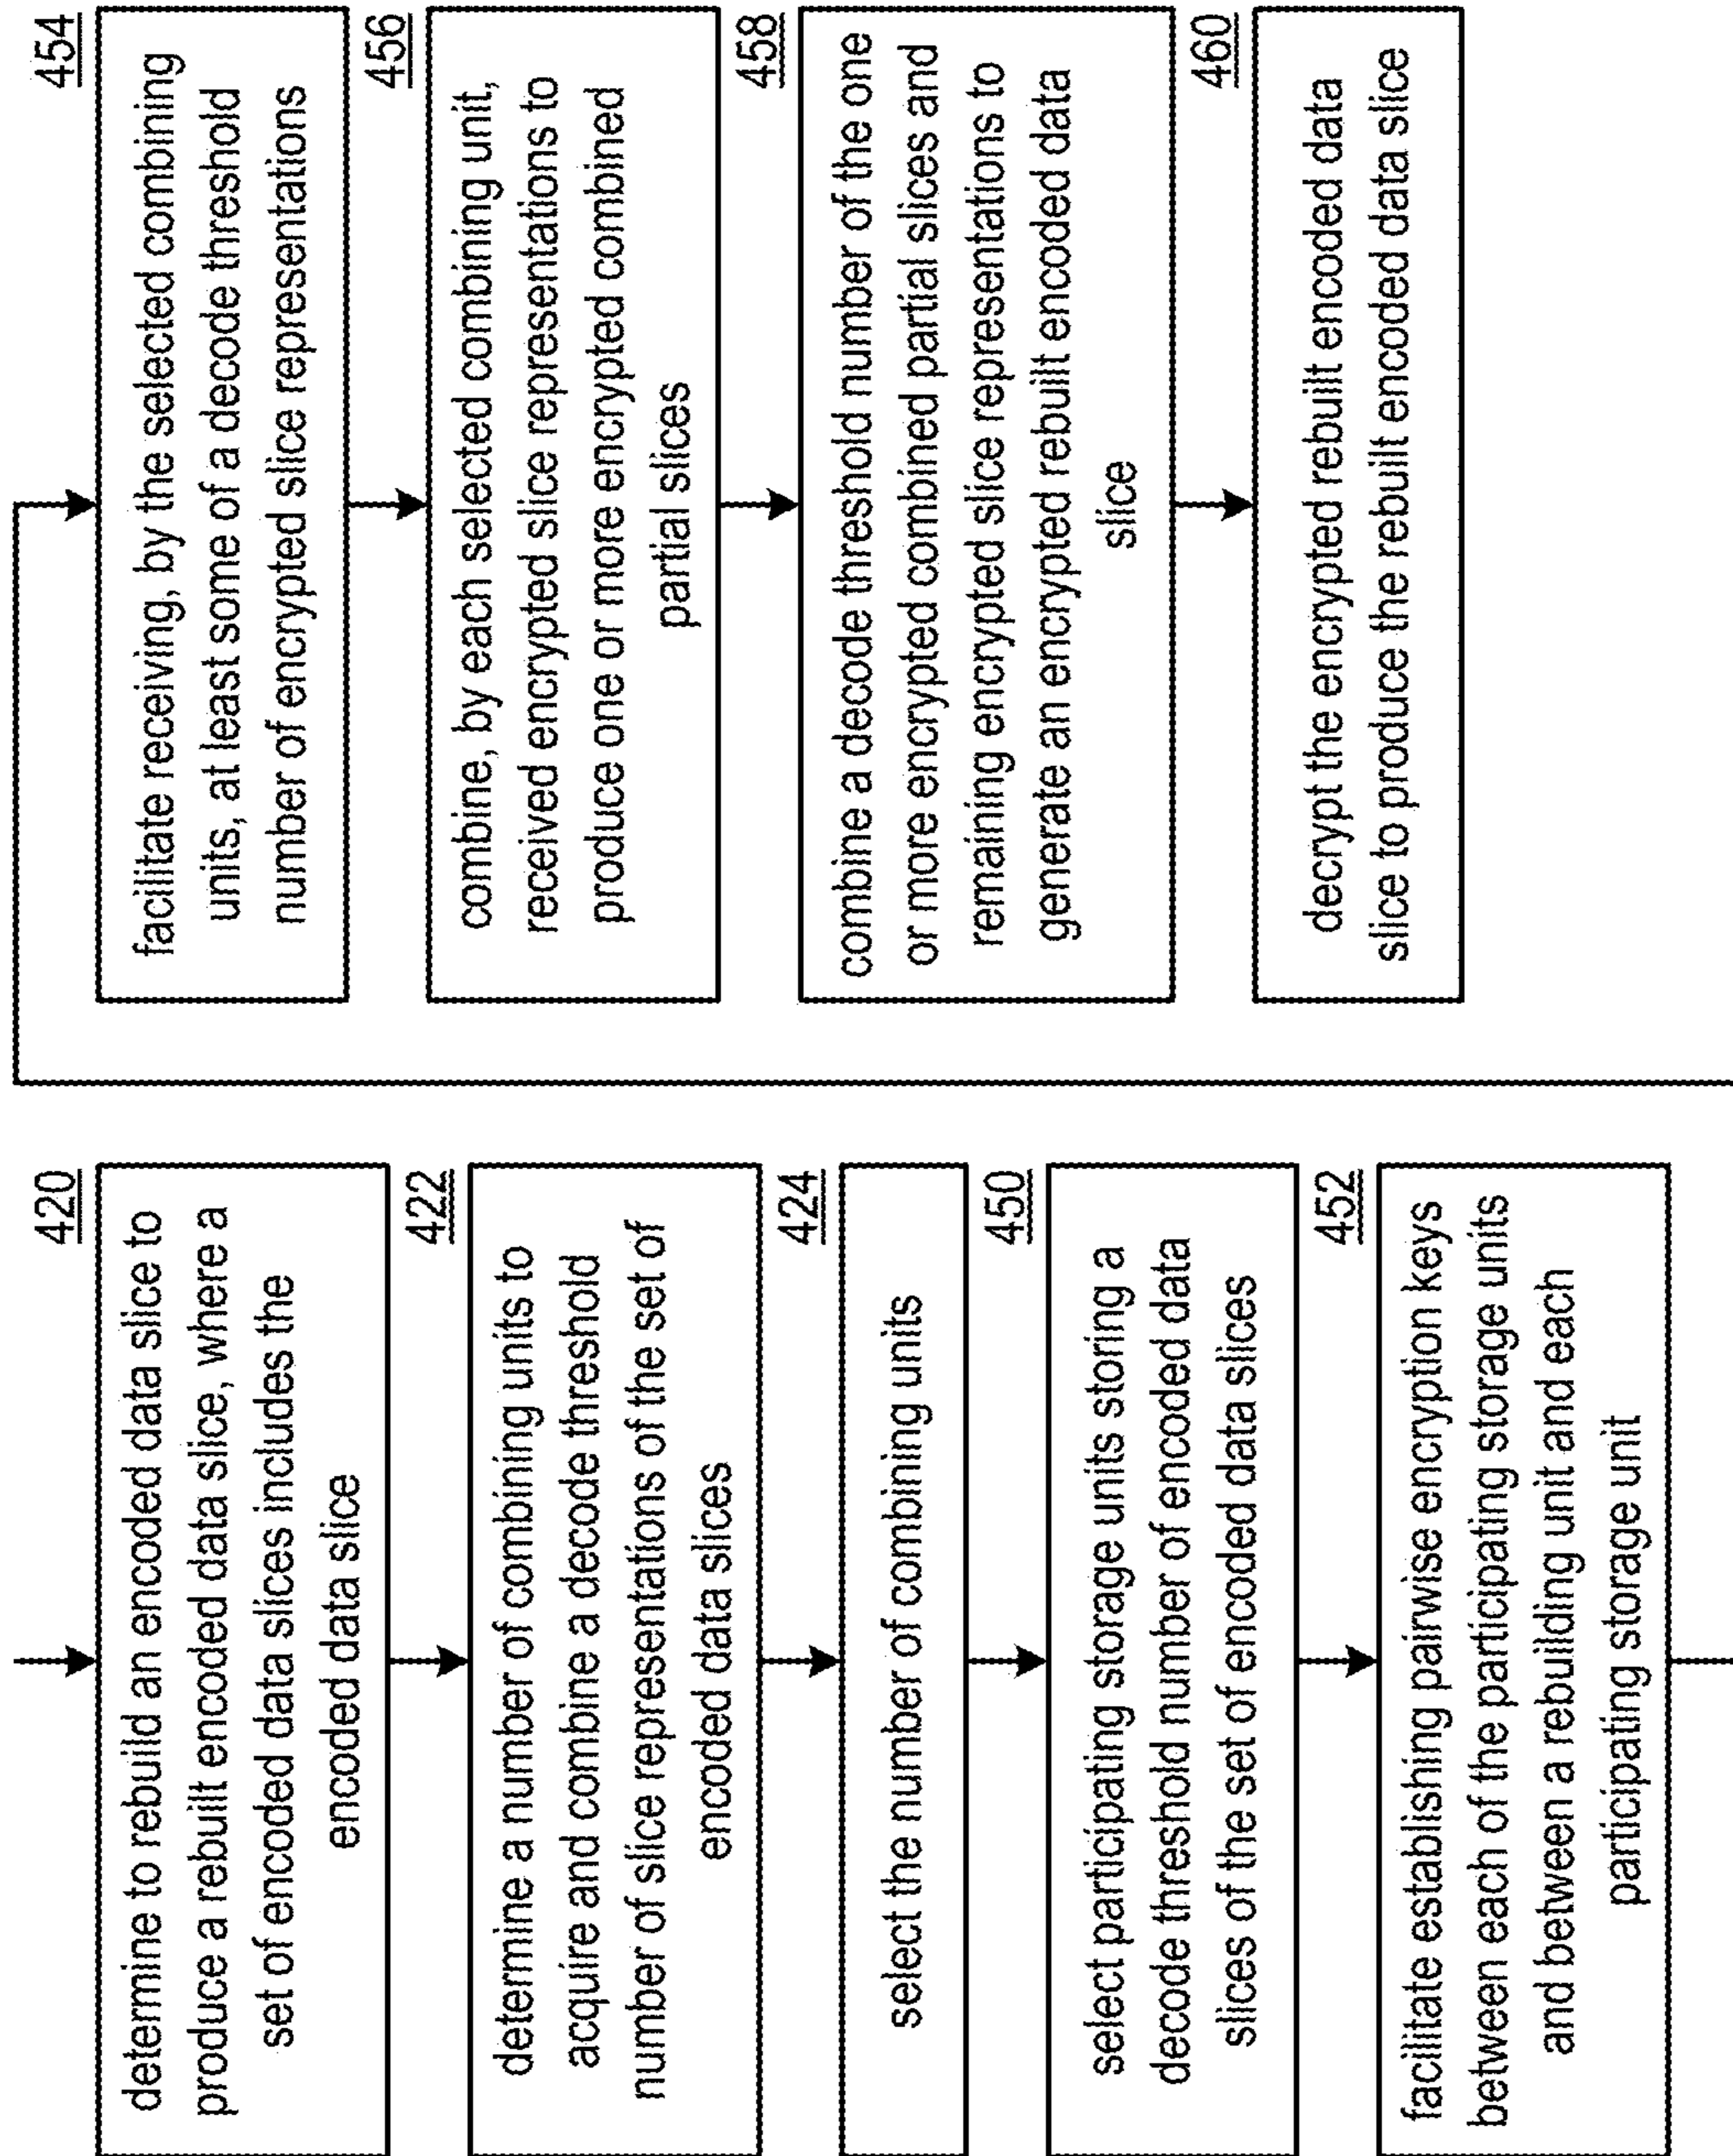 420
determine to rebuild an encoded data slice to
produce a rebuilt encoded data slice, where a
set of encoded data slices includes the
encoded data slice
422
determine a number of combining units to
acquire and combine a decode threshold
number of slice representations of the set of
encoded data slices
424
select the number of combining units
450
select participating storage units storing a
decode threshold number of encoded data
slices of the set of encoded data slices
452
facilitate establishing pairwise encryption keys
between each of the participating storage units
and between a rebuilding unit and each
participating storage unit
454
facilitate receiving, by the selected combining
units, at least some of a decode threshold
number of encrypted slice representations
456
combine, by each selected combining unit,
received encrypted slice representations to
produce one or more encrypted combined
partial slices
458
combine a decode threshold number of the one
or more encrypted combined partial slices and
remaining encrypted slice representations to
generate an encrypted rebuilt encoded data
slice
460
decrypt the encrypted rebuilt encoded data
slice to produce the rebuilt encoded data slice